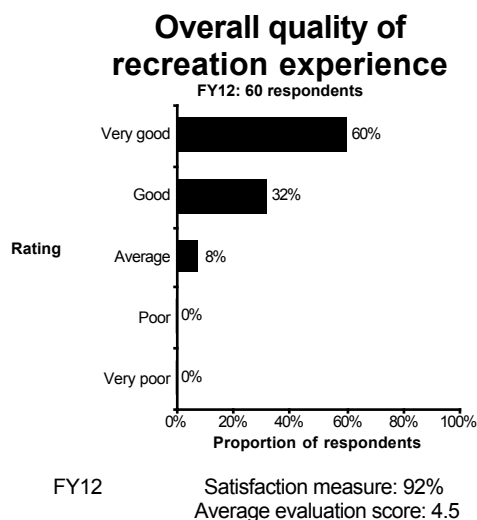 Overall quality of
recreation experience
FY12: 60 respondents
Very good
60%
Good
32%
Rating
Average
8%
Poor
0%
Very poor
0%
0% 20% 40% 60% 80% 100%
Proportion of respondents
FY12 Satisfaction measure: 92%
Average evaluation score: 4.5